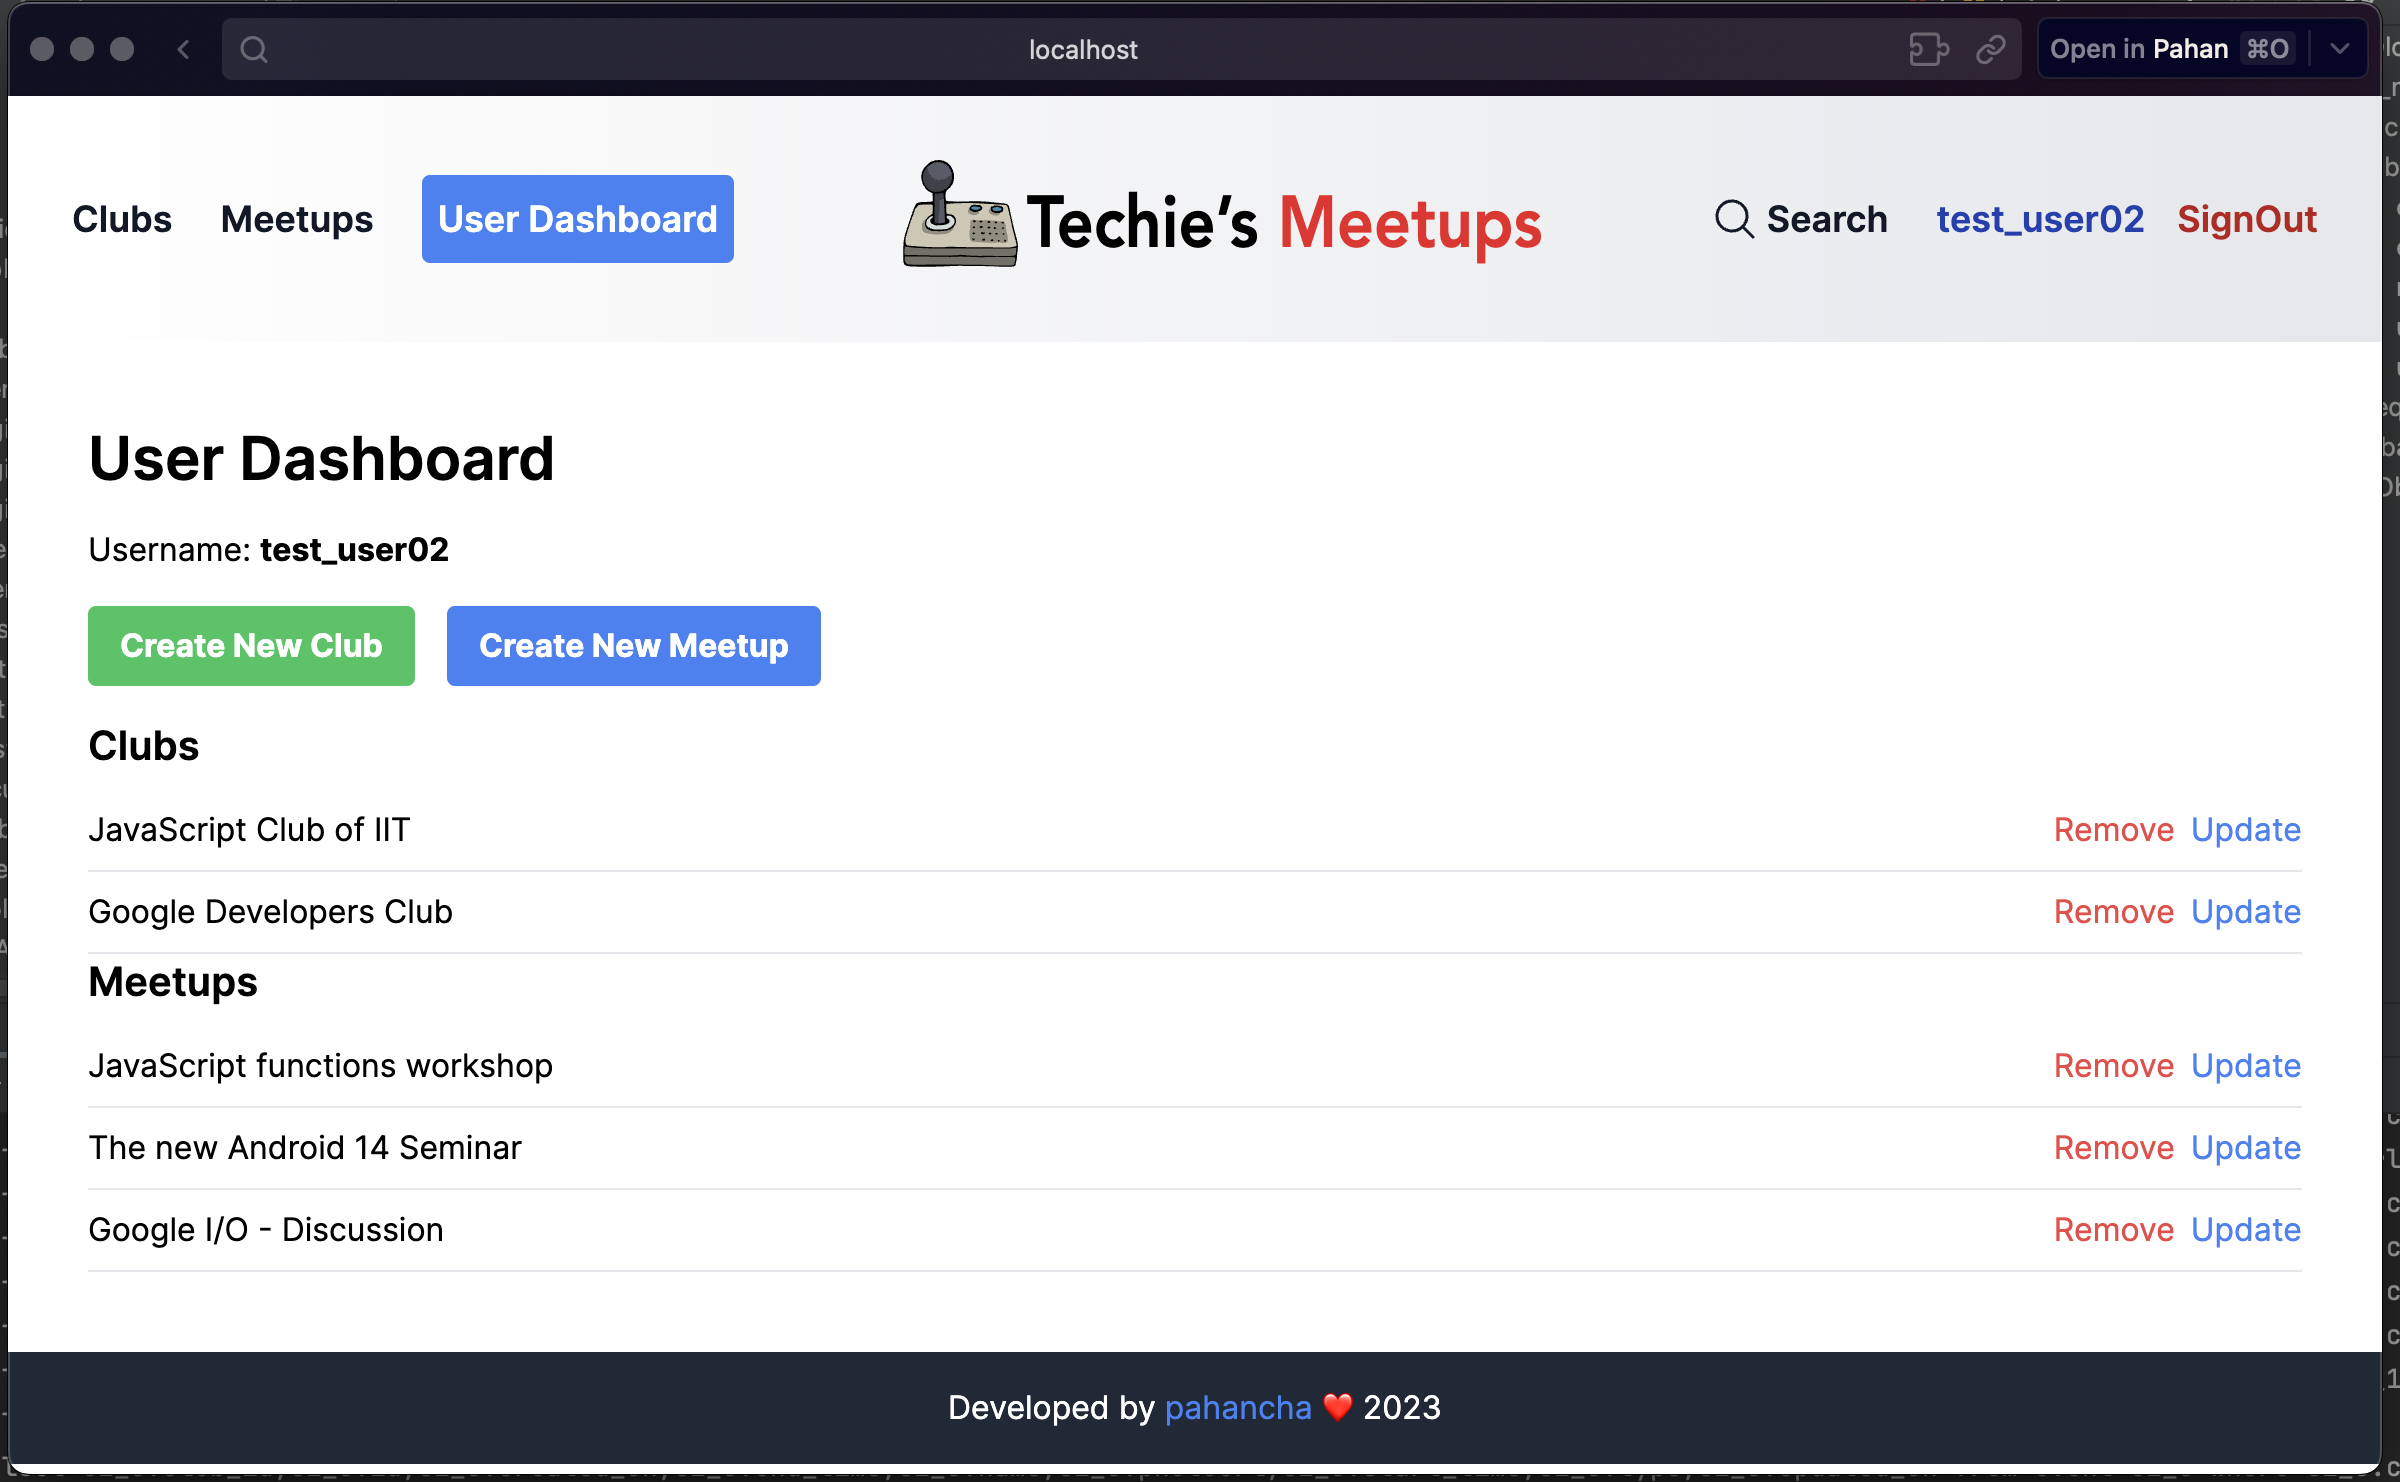 localhost
Open in Pahan ⌘O
Clubs Meetups User Dashboard Techie's Meetups Search test_user02 SignOut
User Dashboard
Username: test_user02
Create New Club Create New Meetup
Clubs
JavaScript Club of IIT Remove Update
Google Developers Club Remove Update
Meetups
JavaScript functions workshop Remove Update
The new Android 14 Seminar Remove Update
Google I/O - Discussion Remove Update
Developed by pahancha ❤️ 2023